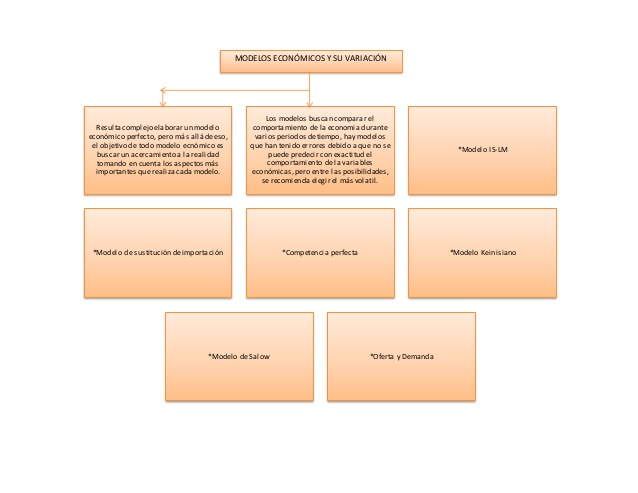 MODELOS ECONÓMICOS Y SU VARIACIÓN
Resulta complejo elaborar un modelo
económico perfecto, pero más allá de eso,
el objetivo de todo modelo ecnómico es
buscar un acercamiento a la realidad
tomando en cuenta los aspectos más
importantes que realiza cada modelo.
Los modelos buscan comparar el
comportamiento de la economia durante
varios periodos de tiempo, hay modelos
que han tenido errores debido a que no se
puede predecir con exactitud el
comportamiento de la variables
económicas, pero entre las posibilidades,
se recomienda elegir el más volatil.
*Modelo IS-LM
*Modelo de sustitución de importación
*Competencia perfecta
*Modelo Keinisiano
*Modelo de Salow
*Oferta y Demanda